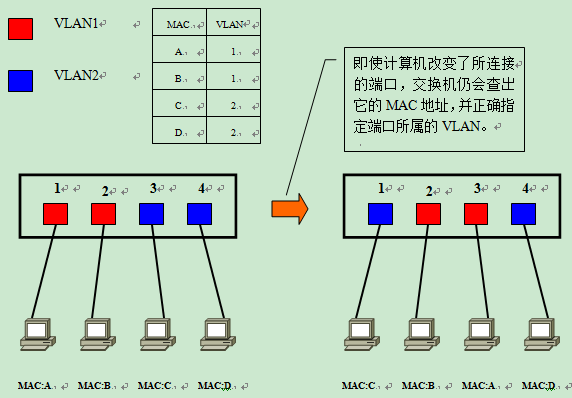 VLAN1
VLAN2
MAC VLAN
A. 1.
B. 1.
C. 2.
D. 2.
即使计算机改变了所连接
的端口，交换机仍会查出
它的 MAC 地址，并正确指
定端口所属的 VLAN。
1 2 3 4
1 2 3 4
MAC:A. MAC:B. MAC:C. MAC:D.
MAC:C. MAC:B. MAC:A. MAC:D.